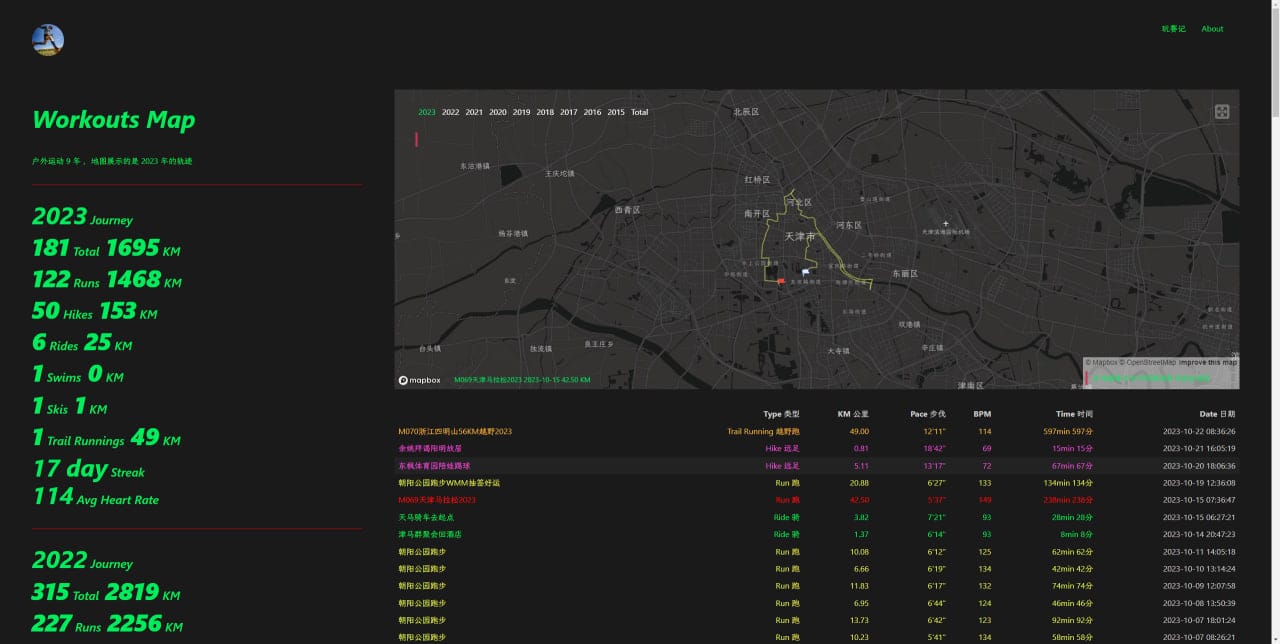 玩赛记 About
Workouts Map
户外运动 9 年， 地图展示的是 2023 年的轨迹
2023 Journey
181 Total 1695 KM
122 Runs 1468 KM
50 Hikes 153 KM
6 Rides 25 KM
1 Swims 0 KM
1 Skis 1 KM
1 Trail Runnings 49 KM
17 day Streak
114 Avg Heart Rate
2022 Journey
315 Total 2819 KM
227 Runs 2256 KM
2023 2022 2021 2020 2019 2018 2017 2016 2015 Total
北辰区
东沽港镇
王庆坨镇
红桥区
西青区
南开区
河北区
河东区
杨芬港镇
天津市
天津滨海国际机场
东丽区
双港镇
台头镇
独流镇
良王庄乡
大寺镇
辛庄镇
津南区
mapbox
M069天津马拉松2023 2023-10-15 42.50 KM
© Mapbox © OpenStreetMap Improve this map
Type 类型 KM 公里 Pace 步伐 BPM Time 时间 Date 日期
M070浙江四明山56KM越野2023 Trail Running 越野跑 49.00 12'11" 114 597min 597分 2023-10-22 08:36:26
余姚拜谒阳明故居 Hike 远足 0.81 18'42" 69 15min 15分 2023-10-21 16:05:19
东枫体育园陪娃踢球 Hike 远足 5.11 13'17" 72 67min 67分 2023-10-20 18:06:36
朝阳公园跑步WMM抽签好运 Run 跑 20.88 6'27" 133 134min 134分 2023-10-19 12:36:08
M069天津马拉松2023 Run 跑 42.50 5'37" 149 238min 238分 2023-10-15 07:36:47
天马骑车去起点 Ride 骑 3.82 7'21" 93 28min 28分 2023-10-15 06:27:21
津马群聚会回酒店 Ride 骑 1.37 6'14" 93 8min 8分 2023-10-14 20:47:23
朝阳公园跑步 Run 跑 10.08 6'12" 125 62min 62分 2023-10-11 14:05:18
朝阳公园跑步 Run 跑 6.66 6'19" 134 42min 42分 2023-10-10 13:14:24
朝阳公园跑步 Run 跑 11.83 6'17" 132 74min 74分 2023-10-09 12:07:58
朝阳公园跑步 Run 跑 6.95 6'44" 124 46min 46分 2023-10-08 13:50:39
朝阳公园跑步 Run 跑 13.73 6'42" 123 92min 92分 2023-10-07 18:01:24
朝阳公园跑步 Run 跑 10.23 5'41" 134 58min 58分 2023-10-07 08:26:21